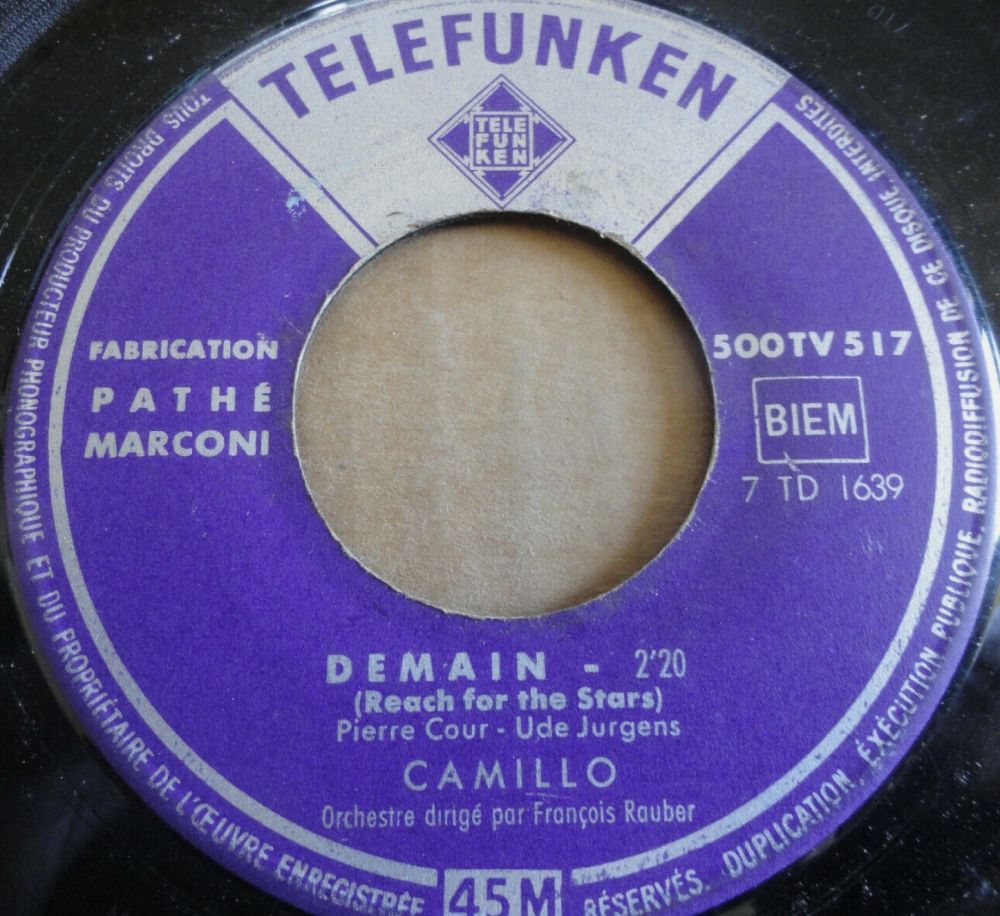 TELEFUNKEN
TELE
FUN
KEN
FABRICATION
PATHÉ
MARCONI
500 TV 517
BIEM
7 TD 1639
DEMAIN - 2'20
(Reach for the Stars)
Pierre Cour - Ude Jurgens
CAMILLO
Orchestre dirigé par François Rauber
TOUS DROITS DU PRODUCTEUR PHONOGRAPHIQUE ET DU PROPRIÉTAIRE DE L'ŒUVRE ENREGISTRÉE RÉSERVÉS. DUPLICATION, EXÉCUTION PUBLIQUE, RADIODIFFUSION DE CE DISQUE INTERDITES
45 M